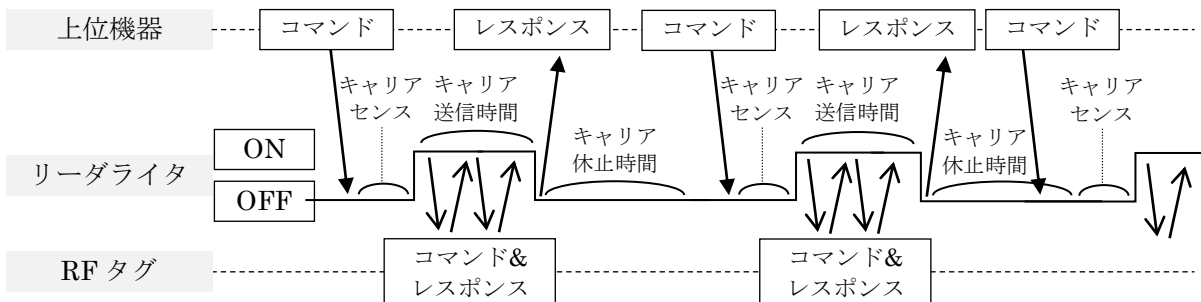 上位機器
コマンド
レスポンス
コマンド
レスポンス
コマンド
キャリア
センス
キャリア
送信時間
キャリア
休止時間
キャリア
センス
キャリア
送信時間
キャリア
休止時間
キャリア
センス
リーダライタ
ON
OFF
RF タグ
コマンド&
レスポンス
コマンド&
レスポンス